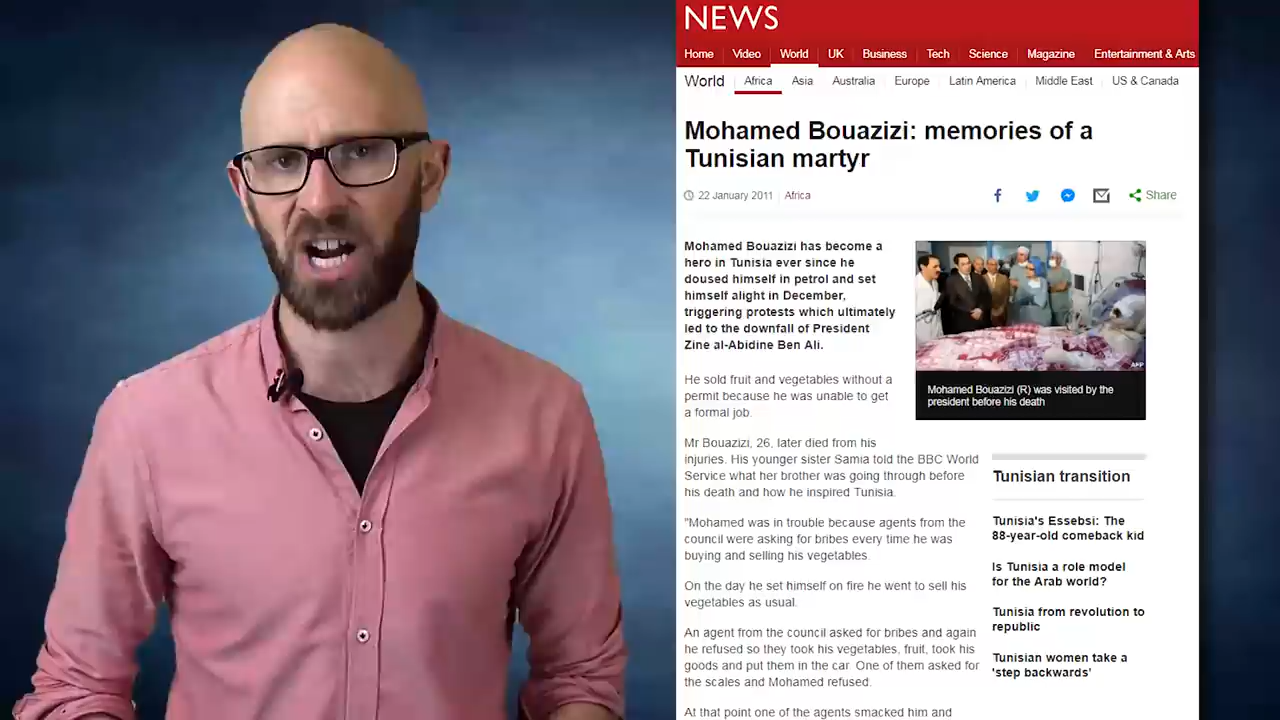 NEWS
Home Video World UK Business Tech Science Magazine Entertainment & Arts
World Africa Asia Australia Europe Latin America Middle East US & Canada
Mohamed Bouazizi: memories of a
Tunisian martyr
22 January 2011 Africa
Share
Mohamed Bouazizi has become a
hero in Tunisia ever since he
doused himself in petrol and set
himself alight in December,
triggering protests which ultimately
led to the downfall of President
Zine al-Abidine Ben Ali.
AFP
Mohamed Bouazizi (R) was visited by the
president before his death
He sold fruit and vegetables without a
permit because he was unable to get
a formal job.
Mr Bouazizi, 26, later died from his
injuries. His younger sister Samia told the BBC World
Service what her brother was going through before
his death and how he inspired Tunisia.
"Mohamed was in trouble because agents from the
council were asking for bribes every time he was
buying and selling his vegetables.
On the day he set himself on fire he went to sell his
vegetables as usual.
An agent from the council asked for bribes and again
he refused so they took his vegetables, fruit, took his
goods and put them in the car. One of them asked for
the scales and Mohamed refused.
At that point one of the agents smacked him and
Tunisian transition
Tunisia's Essebsi: The
88-year-old comeback kid
Is Tunisia a role model
for the Arab world?
Tunisia from revolution to
republic
Tunisian women take a
'step backwards'